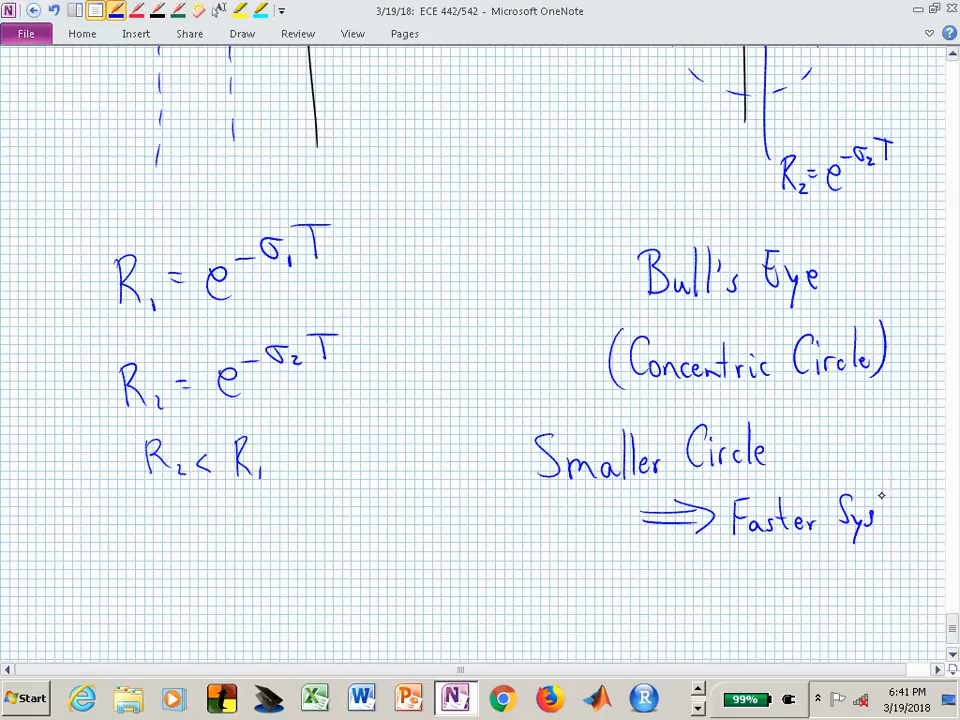 3/19/18: ECE 442/542 - Microsoft OneNote
File Home Insert Share Draw Review View Pages
R₂ = e^{-σ₂T}
R₁ = e^{-σ₁T}
Bull's Eye
R₂ = e^{-σ₂T}
(Concentric Circle)
R₂ < R₁
Smaller Circle
⟹ Faster Sys
Start
99%
6:41 PM
3/19/2018